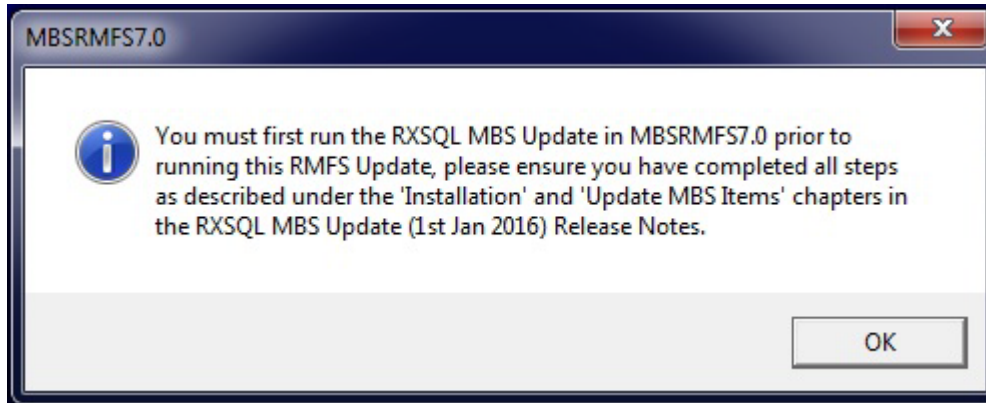 MBSRMFS7.0
You must first run the RXSQL MBS Update in MBSRMFS7.0 prior to
running this RMFS Update, please ensure you have completed all steps
as described under the 'Installation' and 'Update MBS Items' chapters in
the RXSQL MBS Update (1st Jan 2016) Release Notes.
OK